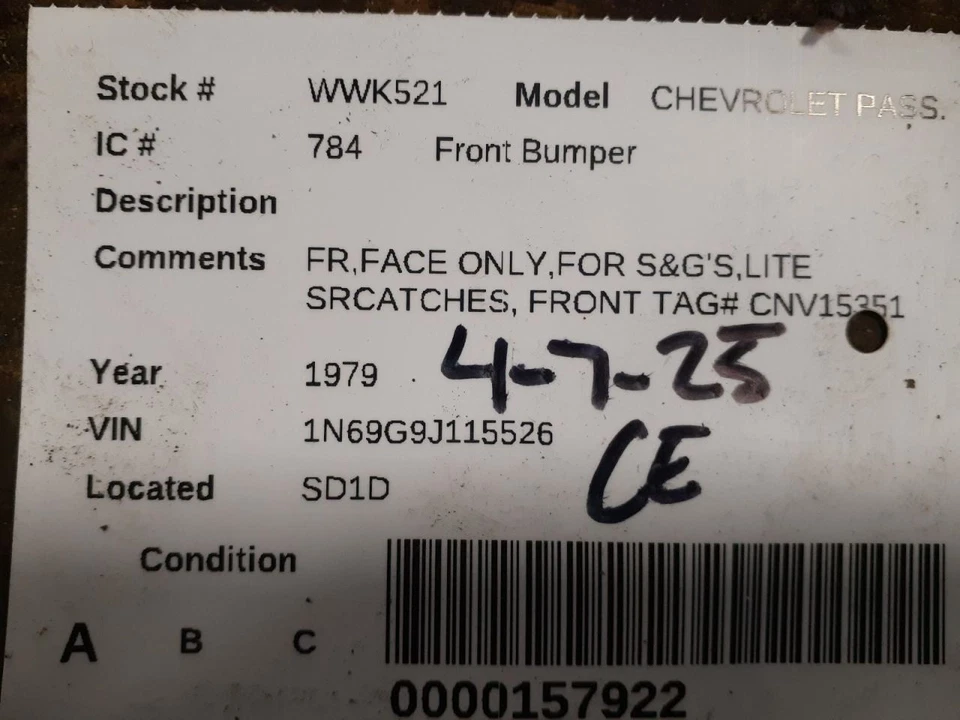 Stock # WWK521 Model CHEVROLET PASS.
IC # 784 Front Bumper
Description
Comments FR,FACE ONLY,FOR S&G'S,LITE
SRCATCHES, FRONT TAG# CNV15351
Year 1979 4-7-25
VIN 1N69G9J115526 CE
Located SD1D
Condition
A B C
0000157922